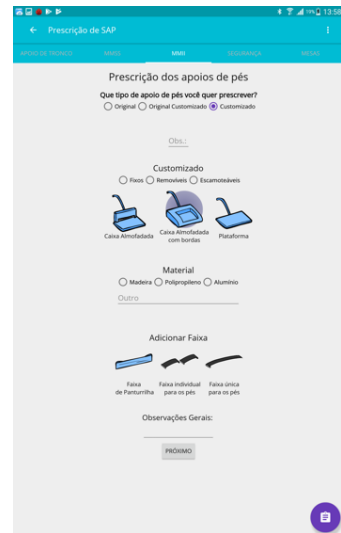 13:58
Prescrição de SAP
APOIO DE TRONCO MMSS MMII SEGURANÇA MESAS
Prescrição dos apoios de pés
Que tipo de apoio de pés você quer prescrever?
Original Original Customizado Customizado
Obs.:
Customizado
Fixos Removíveis Escamoteáveis
Caixa Almofadada
Caixa Almofadada
com bordas
Plataforma
Material
Madeira Polipropileno Alumínio
Outro
Adicionar Faixa
Faixa
de Panturrilha
Faixa individual
para os pés
Faixa única
para os pés
Observações Gerais:
PRÓXIMO